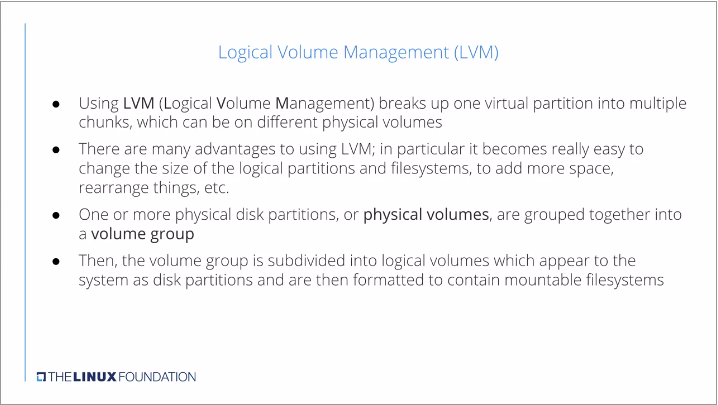 Logical Volume Management (LVM)
● Using LVM (Logical Volume Management) breaks up one virtual partition into multiple
chunks, which can be on different physical volumes
● There are many advantages to using LVM; in particular it becomes really easy to
change the size of the logical partitions and filesystems, to add more space,
rearrange things, etc.
● One or more physical disk partitions, or physical volumes, are grouped together into
a volume group
● Then, the volume group is subdivided into logical volumes which appear to the
system as disk partitions and are then formatted to contain mountable filesystems
THE LINUX FOUNDATION